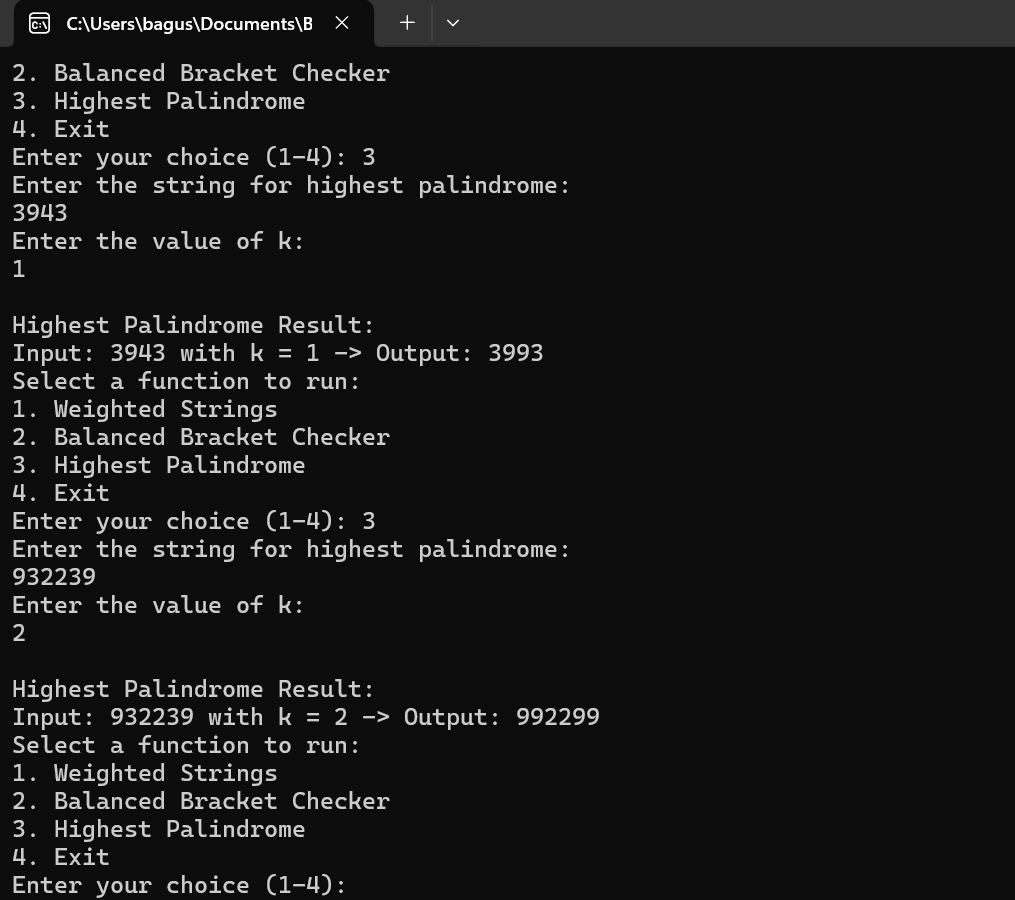 C:\Users\bagus\Documents\B
2. Balanced Bracket Checker
3. Highest Palindrome
4. Exit
Enter your choice (1-4): 3
Enter the string for highest palindrome:
3943
Enter the value of k:
1
Highest Palindrome Result:
Input: 3943 with k = 1 -> Output: 3993
Select a function to run:
1. Weighted Strings
2. Balanced Bracket Checker
3. Highest Palindrome
4. Exit
Enter your choice (1-4): 3
Enter the string for highest palindrome:
932239
Enter the value of k:
2
Highest Palindrome Result:
Input: 932239 with k = 2 -> Output: 992299
Select a function to run:
1. Weighted Strings
2. Balanced Bracket Checker
3. Highest Palindrome
4. Exit
Enter your choice (1-4):